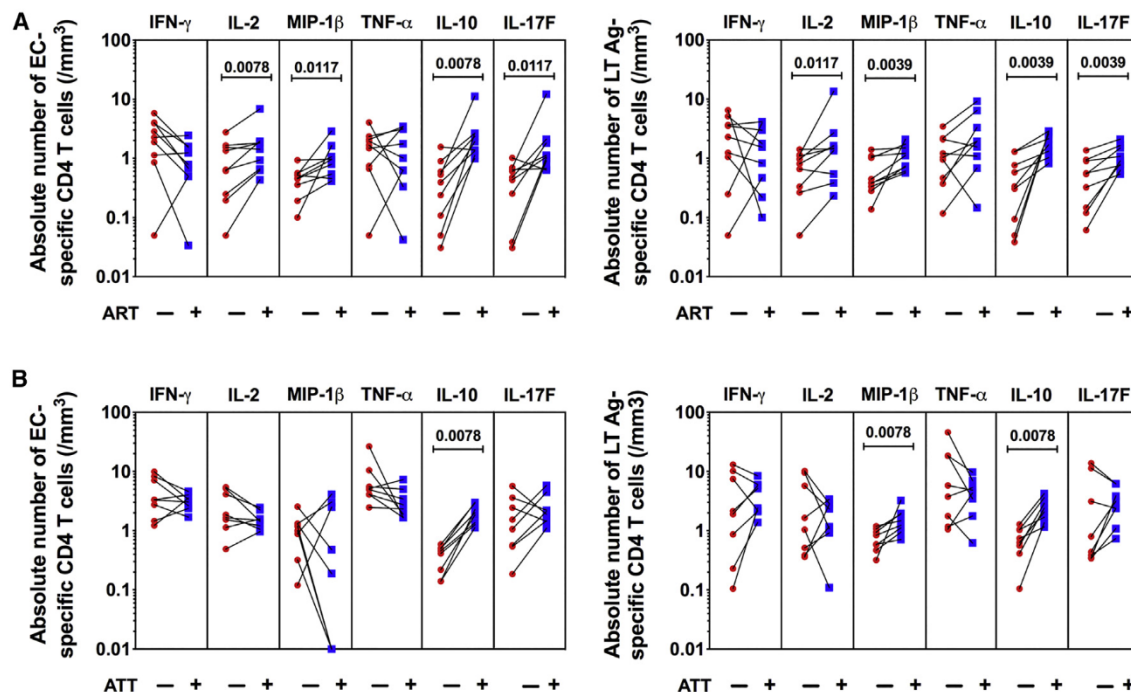 A
IFN-γ IL-2 MIP-1β TNF-α IL-10 IL-17F
Absolute number of EC-
specific CD4 T cells (/mm³)
100
10
1
0.1
0.01
0.0078 0.0117 0.0078 0.0117
ART — + — + — + — + — + — +
IFN-γ IL-2 MIP-1β TNF-α IL-10 IL-17F
Absolute number of LT Ag-
specific CD4 T cells (/mm³)
100
10
1
0.1
0.01
0.0117 0.0039 0.0039 0.0039
ART — + — + — + — + — + — +
B
IFN-γ IL-2 MIP-1β TNF-α IL-10 IL-17F
Absolute number of EC-
specific CD4 T cells (/mm³)
100
10
1
0.1
0.01
0.0078
ATT — + — + — + — + — + — +
IFN-γ IL-2 MIP-1β TNF-α IL-10 IL-17F
Absolute number of LT Ag-
specific CD4 T cells (/mm3)
100
10
1
0.1
0.01
0.0078 0.0078
ATT — + — + — + — + — + — +